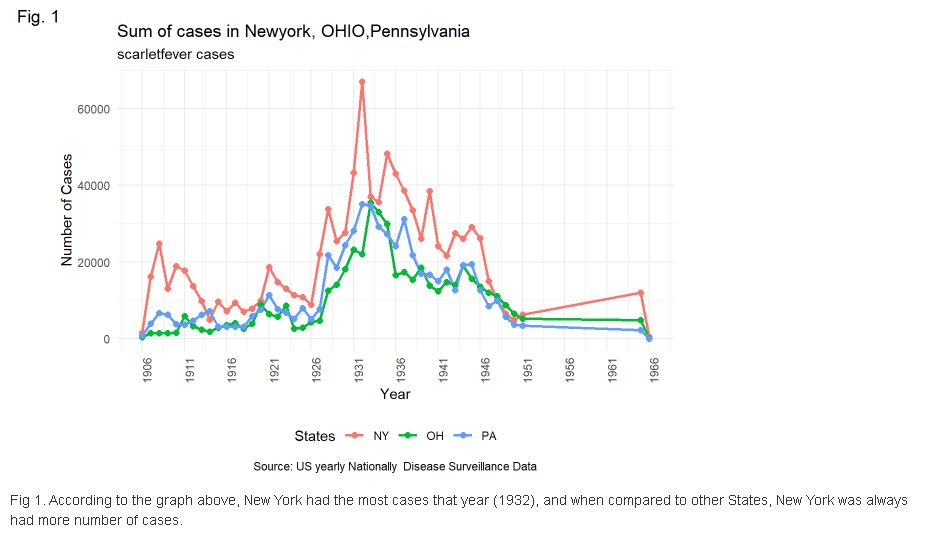 Fig. 1
Sum of cases in Newyork, OHIO,Pennsylvania
scarletfever cases
60000
40000
20000
0
Number of Cases
1906 1911 1916 1921 1926 1931 1936 1941 1946 1951 1956 1961 1966
Year
States NY OH PA
Source: US yearly Nationally Disease Surveillance Data
Fig 1. According to the graph above, New York had the most cases that year (1932), and when compared to other States, New York was always
had more number of cases.